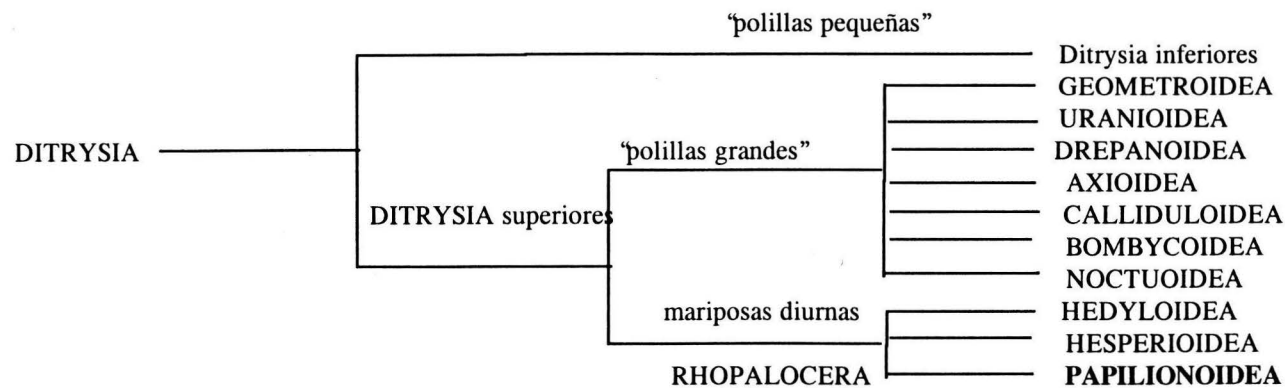 “polillas pequeñas”
Ditrysia inferiores
GEOMETROIDEA
URANIOIDEA
DITRYSIA
“polillas grandes”
DREPANOIDEA
AXIOIDEA
DITRYSIA superiores
CALLIDULOIDEA
BOMBYCOIDEA
NOCTUOIDEA
mariposas diurnas
HEDYLOIDEA
HESPERIOIDEA
RHOPALOCERA
PAPILIONOIDEA